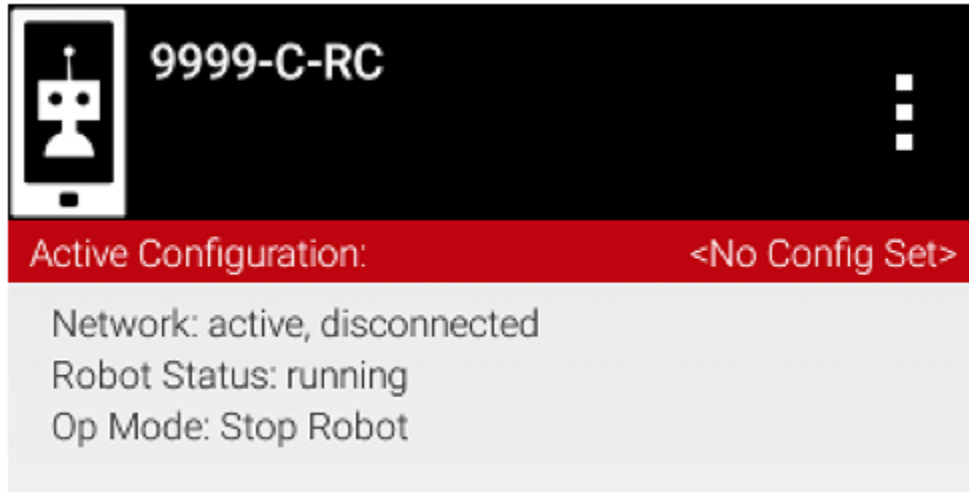 9999-C-RC
Active Configuration: <No Config Set>
Network: active, disconnected
Robot Status: running
Op Mode: Stop Robot